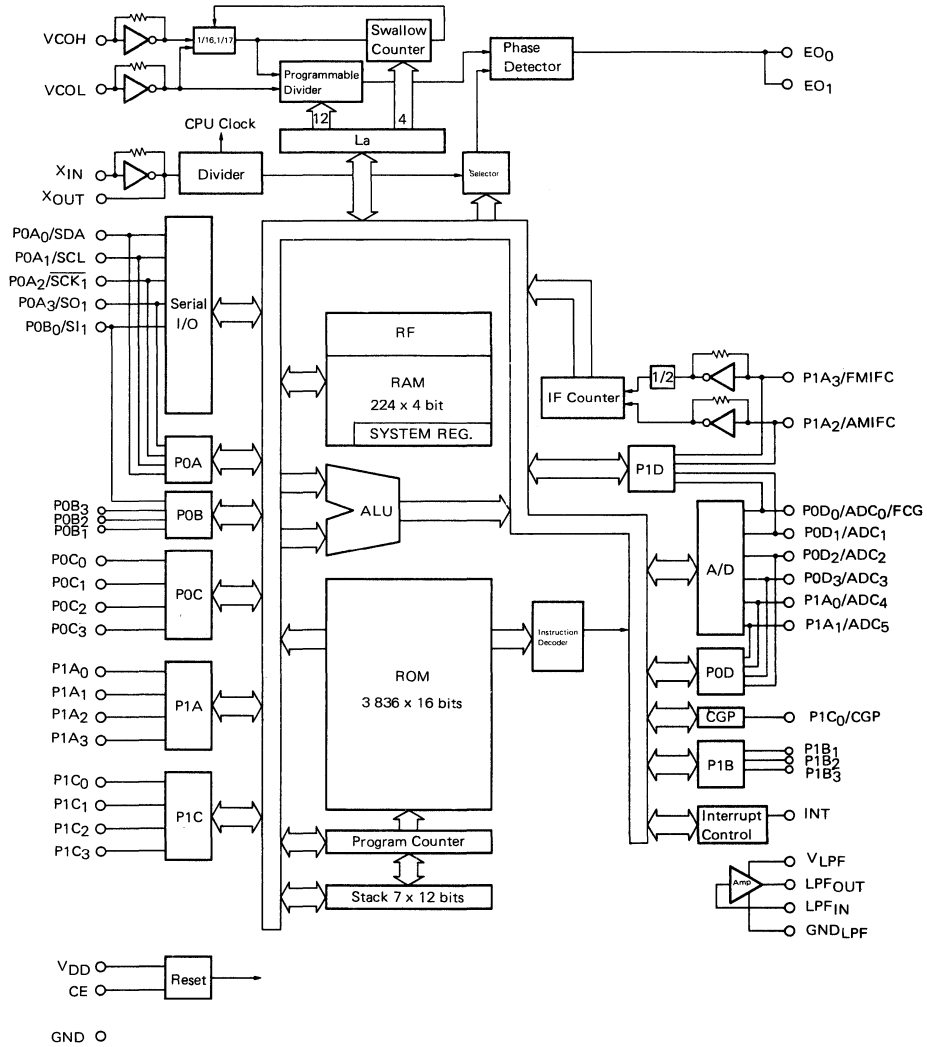 VCOH
1/16,1/17
Swallow
Counter
Phase
Detector
EO0
VCOL
Programmable
Divider
EO1
12
4
CPU Clock
La
XIN
Divider
Selector
XOUT
P0A0/SDA
P0A1/SCL
P0A2/SCK1
P0A3/SO1
P0B0/SI1
Serial
I/O
RF
RAM
224 x 4 bit
SYSTEM REG.
IF Counter
1/2
P1A3/FMIFC
P1A2/AMIFC
P0A
P1D
P0B3
P0B2
P0B1
P0B
ALU
P0D0/ADC0/FCG
P0D1/ADC1
P0D2/ADC2
P0D3/ADC3
P1A0/ADC4
P1A1/ADC5
A/D
P0C0
P0C1
P0C2
P0C3
P0C
Instruction
Decoder
ROM
3 836 x 16 bits
P0D
P1A0
P1A1
P1A2
P1A3
P1A
CGP
P1C0/CGP
P1B
P1B1
P1B2
P1B3
P1C0
P1C1
P1C2
P1C3
P1C
Interrupt
Control
INT
Program Counter
Stack 7 x 12 bits
Amp
VLPF
LPFOUT
LPFIN
GNDLPF
VDD
CE
Reset
GND